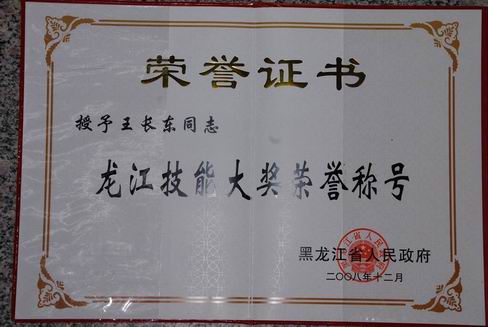 荣誉证书
授予王长东同志
龙江技能大奖荣誉称号
黑龙江省人民政府
二〇〇八年十二月